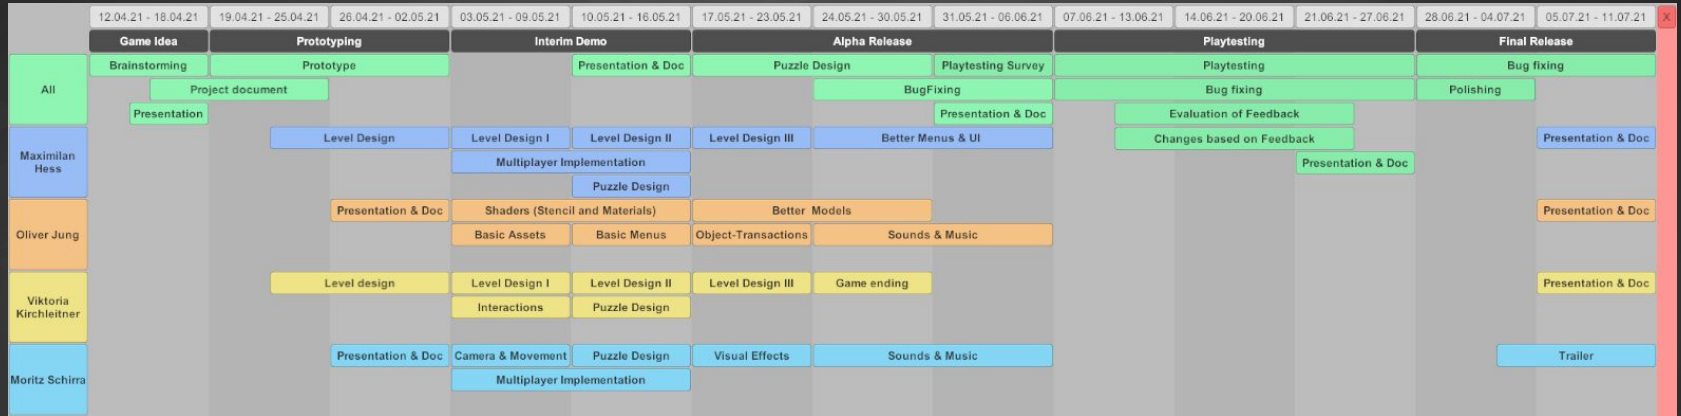 12.04.21 - 18.04.21 19.04.21 - 25.04.21 26.04.21 - 02.05.21 03.05.21 - 09.05.21 10.05.21 - 16.05.21 17.05.21 - 23.05.21 24.05.21 - 30.05.21 31.05.21 - 06.06.21 07.06.21 - 13.06.21 14.06.21 - 20.06.21 21.06.21 - 27.06.21 28.06.21 - 04.07.21 05.07.21 - 11.07.21 X
Game Idea Prototyping Interim Demo Alpha Release Playtesting Final Release
Brainstorming Prototype Presentation & Doc Puzzle Design Playtesting Survey Playtesting Bug fixing
All Project document BugFixing Bug fixing Polishing
Presentation Presentation & Doc Evaluation of Feedback
Level Design Level Design I Level Design II Level Design III Better Menus & UI Changes based on Feedback Presentation & Doc
Maximilan
Hess
Multiplayer Implementation Presentation & Doc
Puzzle Design
Presentation & Doc Shaders (Stencil and Materials) Better Models Presentation & Doc
Oliver Jung Basic Assets Basic Menus Object-Transactions Sounds & Music
Level design Level Design I Level Design II Level Design III Game ending Presentation & Doc
Viktoria
Kirchleitner
Interactions Puzzle Design
Presentation & Doc Camera & Movement Puzzle Design Visual Effects Sounds & Music Trailer
Moritz Schirra Multiplayer Implementation